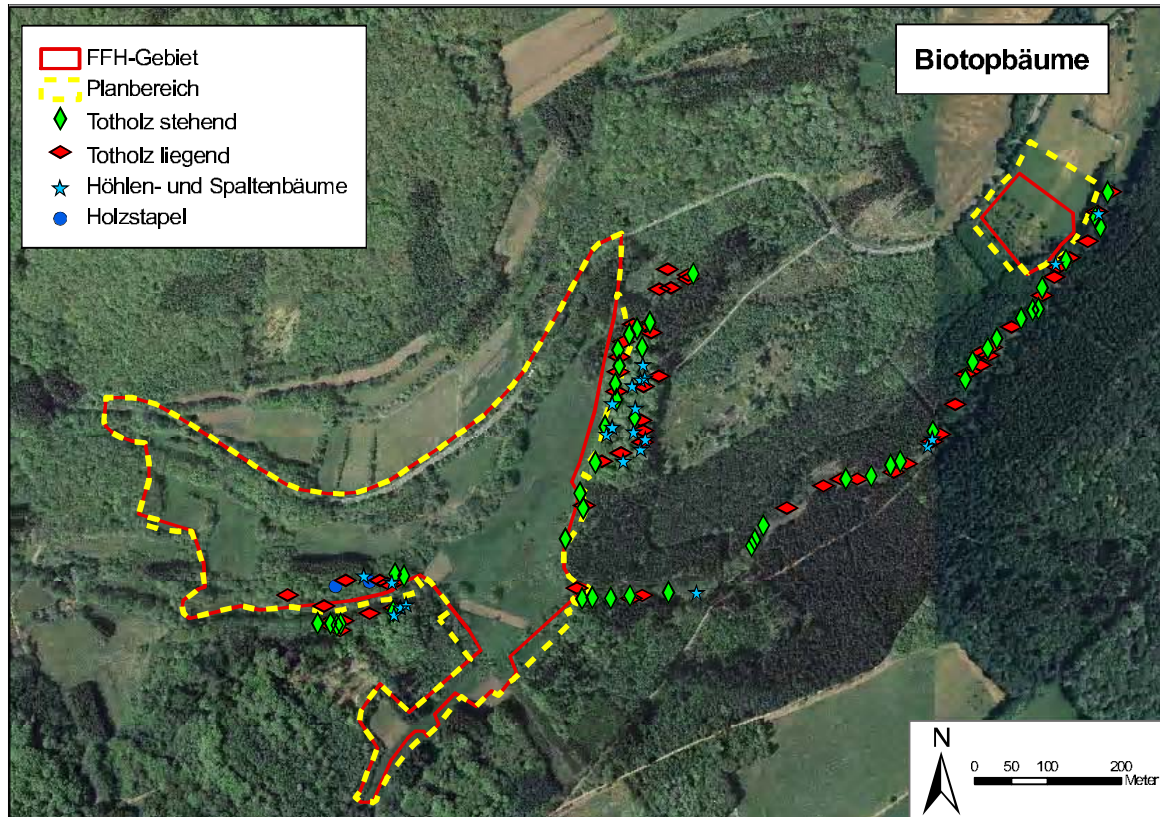 FFH-Gebiet
Planbereich
Totholz stehend
Totholz liegend
Höhlen- und Spaltenbäume
Holzstapel
Biotopbäume
N
0 50 100 200
Meter